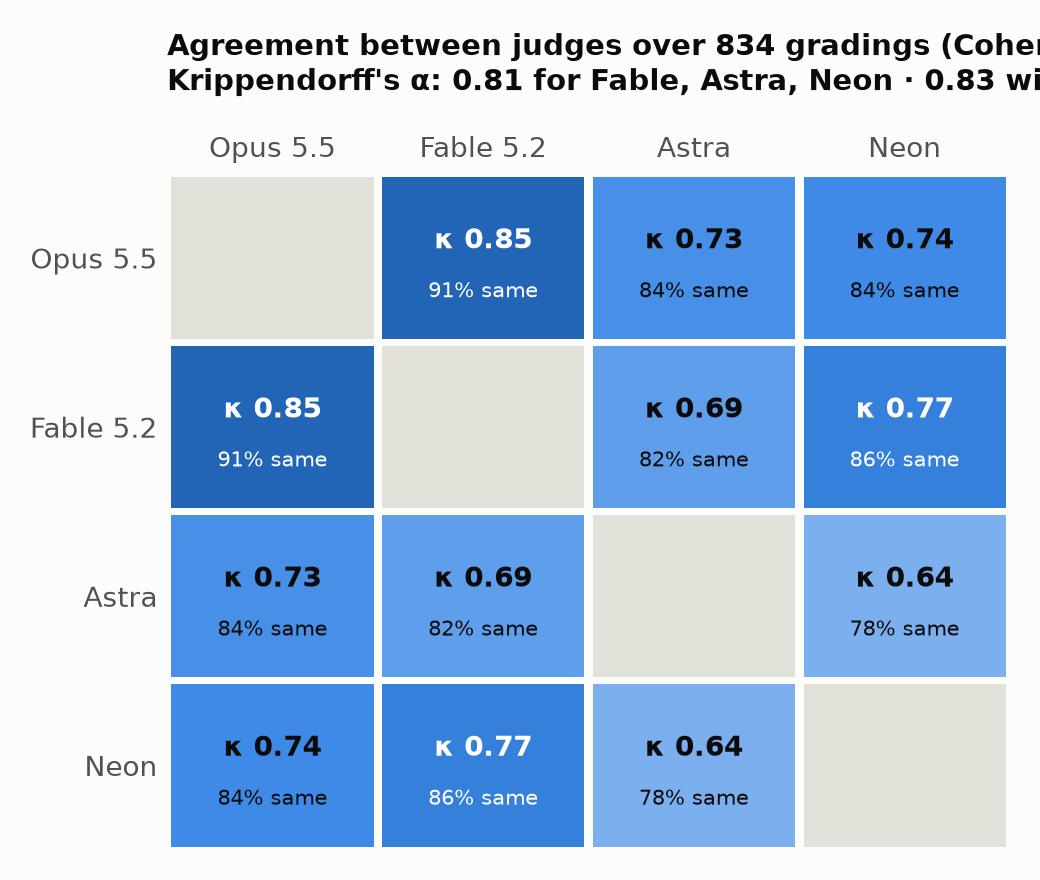 Agreement between judges over 834 gradings
Krippendorff's α: 0.81 for Fable, Astra, Neon · 0.83
Opus 5.5 Fable 5.2 Astra Neon
Opus 5.5 κ 0.85 κ 0.73 κ 0.74
91% same 84% same 84% same
Fable 5.2 κ 0.85 κ 0.69 κ 0.77
91% same 82% same 86% same
Astra κ 0.73 κ 0.69 κ 0.64
84% same 82% same 78% same
Neon κ 0.74 κ 0.77 κ 0.64
84% same 86% same 78% same